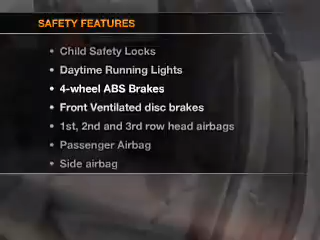 SAFETY FEATURES
• Child Safety Locks
• Daytime Running Lights
• 4-wheel ABS Brakes
• Front Ventilated disc brakes
• 1st, 2nd and 3rd row head airbags
• Passenger Airbag
• Side airbag